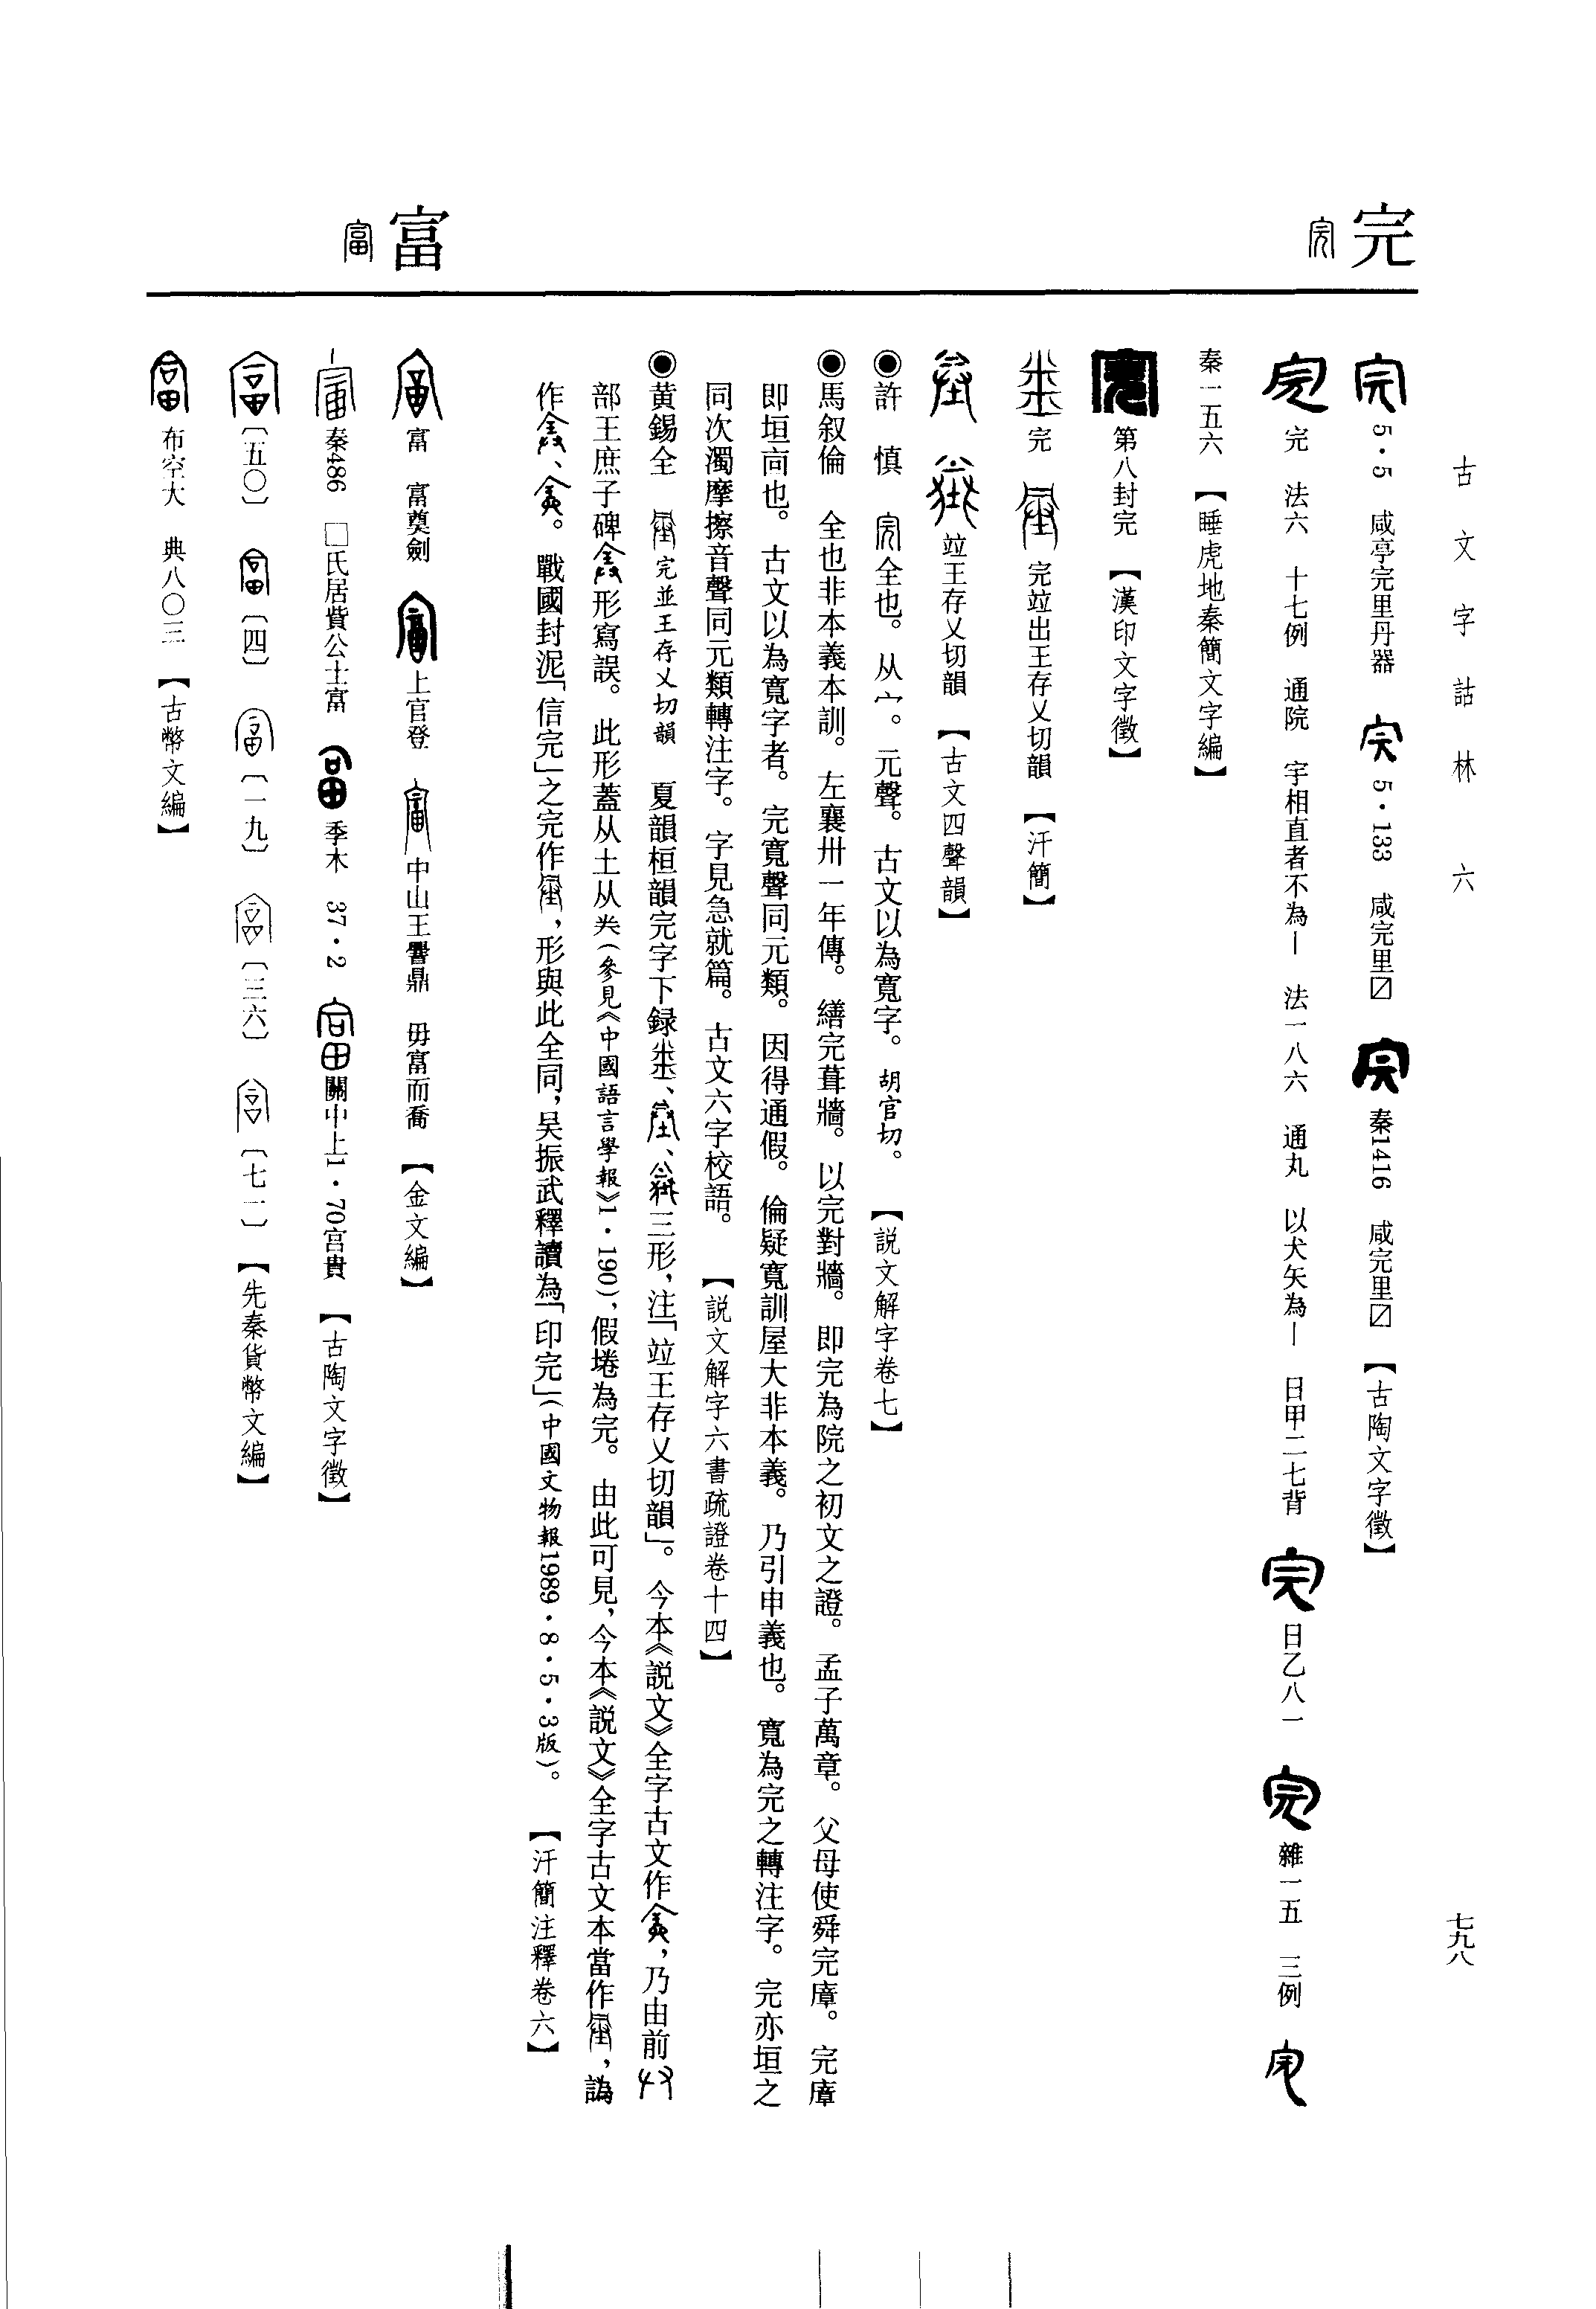 古文字詁林 六
七九八
完
5·5 咸亭完里丹器 5·133 咸完里〼 秦1416 咸完里〼 【古陶文字徵】
完 法六 十七例 通院 宇相直者不為︱ 法一八六 通丸 以犬矢為︱ 日甲二七背 日乙八一 雜一五 三例
秦一五六 【睡虎地秦簡文字編】
第八封完 【漢印文字徵】
完 完竝出王存乂切韻 【汗簡】
竝王存乂切韻 【古文四聲韻】
◉許 慎 全也。从宀。元聲。古文以為寬字。胡官切。 【説文解字卷七】
◉馬叙倫 全也非本義本訓。左襄卅一年傳。繕完葺牆。以完對牆。即完為院之初文之證。孟子萬章。父母使舜完廩。完廩
即垣㐭也。古文以為寬字者。完寬聲同元類。因得通假。倫疑寬訓屋大非本義。乃引申義也。寬為完之轉注字。完亦垣之
同次濁摩擦音聲同元類轉注字。字見急就篇。古文六字校語。 【説文解字六書疏證卷十四】
◉黄錫全 完並王存乂切韻 夏韻桓韻完字下録、、三形，注「竝王存乂切韻」。今本《説文》全字古文作，乃由前
部王庶子碑形寫誤。此形蓋从土从𢍏（參見《中國語言學報》1·190），假埢為完。由此可見，今本《説文》全字古文本當作，譌
作、。戰國封泥「信完」之完作，形與此全同，吴振武釋讀為「印完」（中國文物報1989·8·5·3版）。 【汗簡注釋卷六】
富
富 富奠劍 上官登 中山王䰜鼎 毋富而喬 【金文編】
秦486 □氏居貲公士富 季木 37·2 關中上1·70宫貴 【古陶文字徵】
〔五〇〕 〔四〕 〔一九〕 〔三六〕 〔七一〕 【先秦貨幣文編】
布空大 典八〇三 【古幣文編】